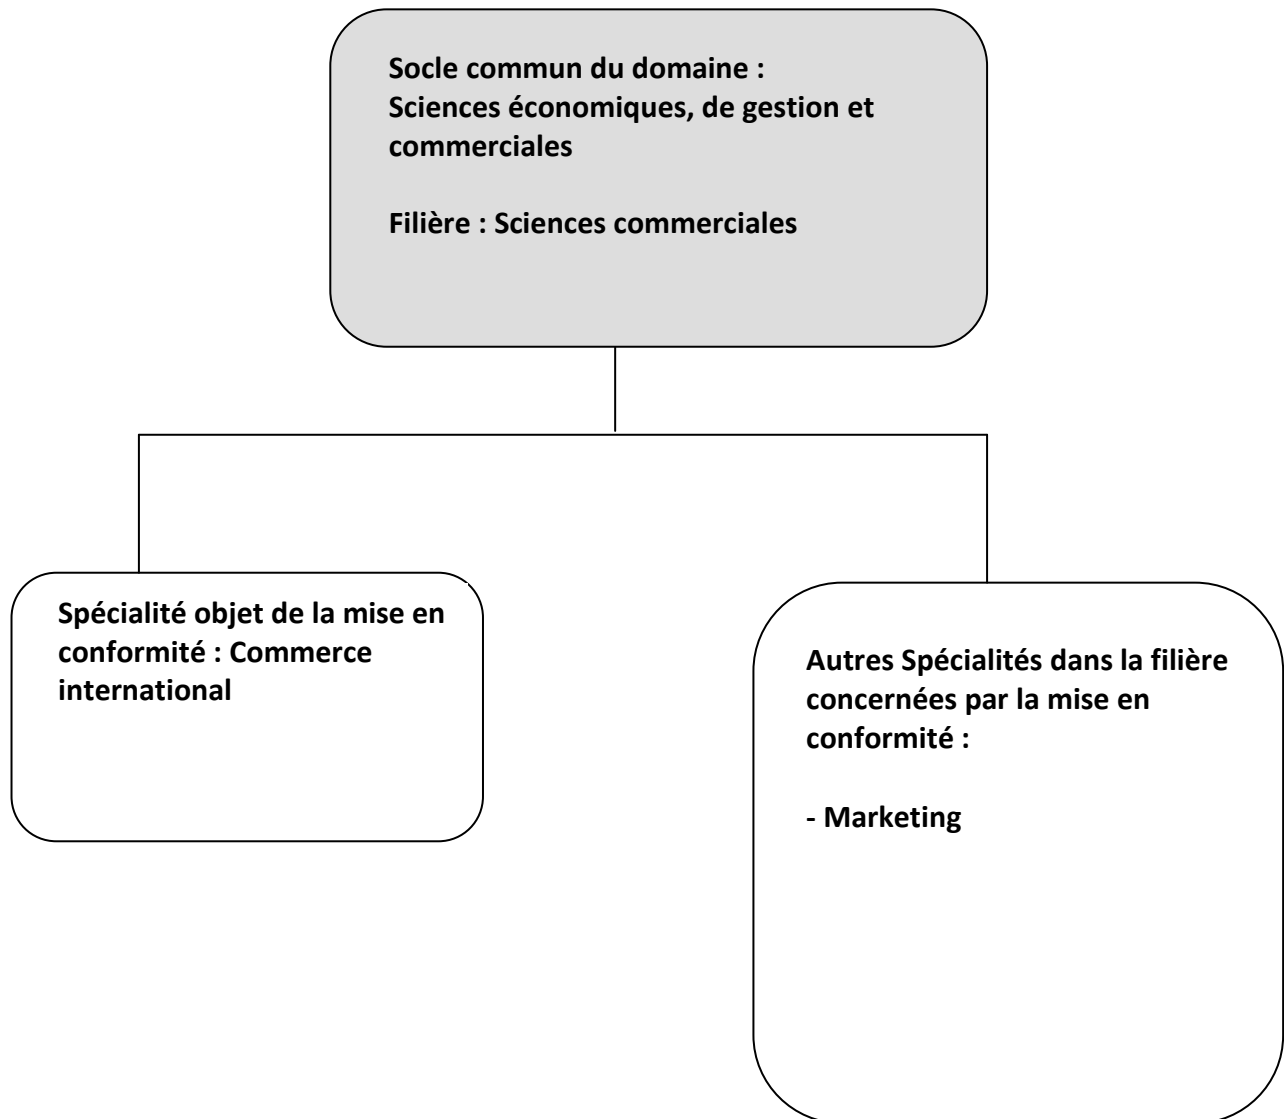 Socle commun du domaine :
Sciences économiques, de gestion et
commerciales
Filière : Sciences commerciales
Spécialité objet de la mise en
conformité : Commerce
international
Autres Spécialités dans la filière
concernées par la mise en
conformité :
- Marketing